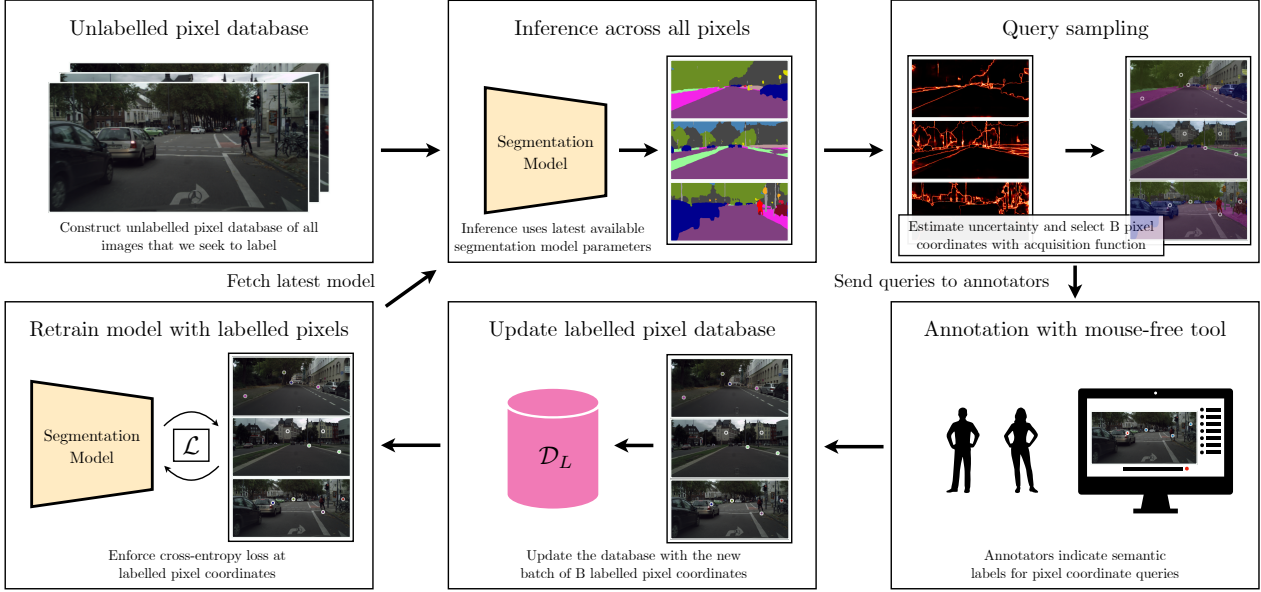 Unlabelled pixel database
Construct unlabelled pixel database of all
images that we seek to label
Inference across all pixels
Segmentation
Model
Inference uses latest available
segmentation model parameters
Query sampling
Estimate uncertainty and select B pixel
coordinates with acquisition function
Fetch latest model
Send queries to annotators
Retrain model with labelled pixels
Segmentation
Model
ℒ
Enforce cross-entropy loss at
labelled pixel coordinates
Update labelled pixel database
𝒟_L
Update the database with the new
batch of B labelled pixel coordinates
Annotation with mouse-free tool
Annotators indicate semantic
labels for pixel coordinate queries